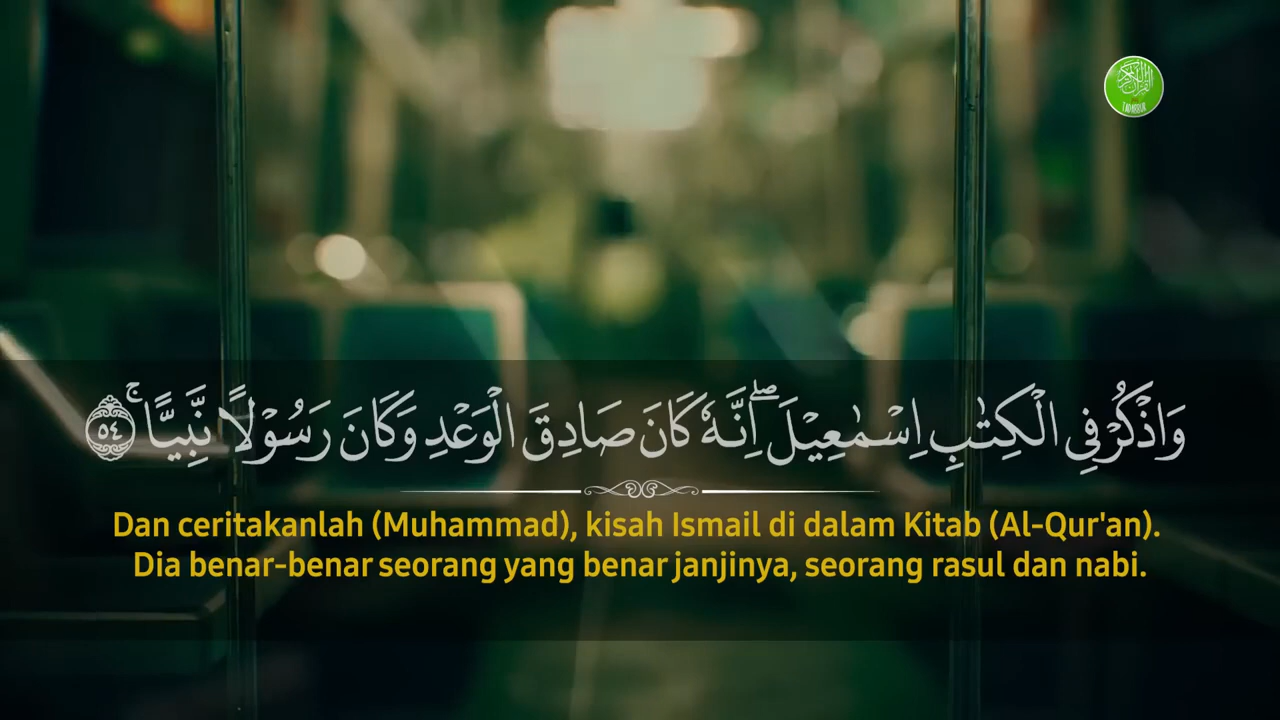 وَاذْكُرْ فِى الْكِتٰبِ اِسْمٰعِيْلَ ۖاِنَّهٗ كَانَ صَادِقَ الْوَعْدِ وَكَانَ رَسُوْلًا نَّبِيًّا ۚ ٥٤
Dan ceritakanlah (Muhammad), kisah Ismail di dalam Kitab (Al-Qur'an).
Dia benar-benar seorang yang benar janjinya, seorang rasul dan nabi.